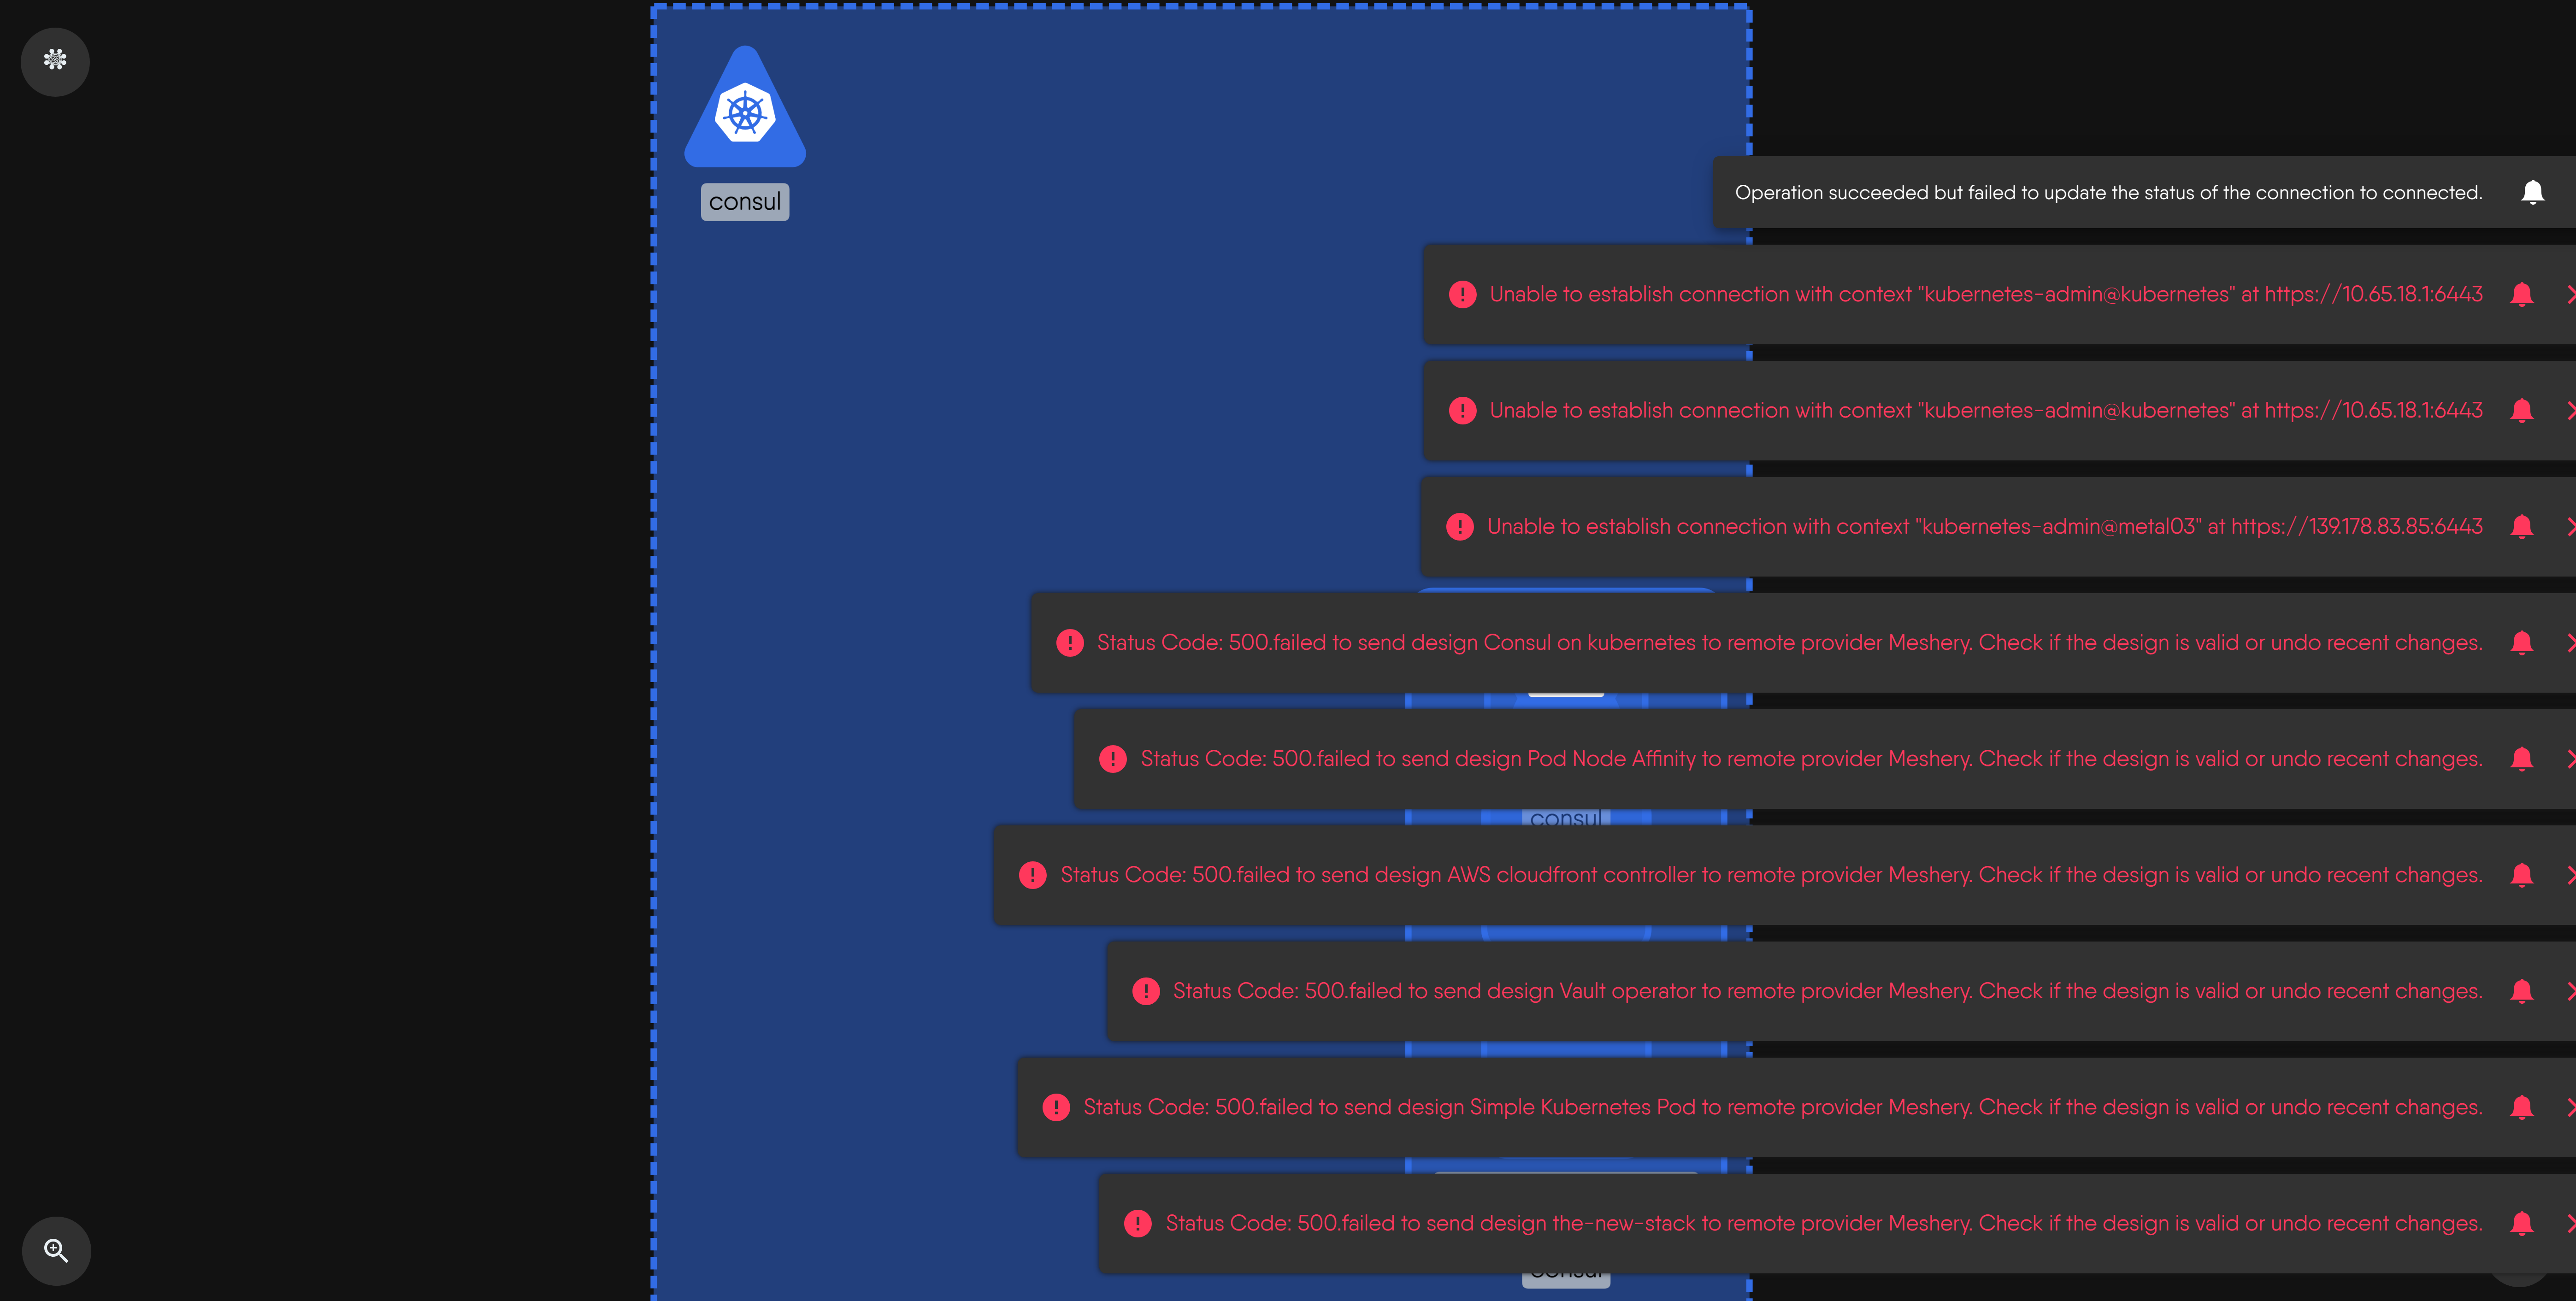 consul
Operation succeeded but failed to update the status of the connection to connected.
Unable to establish connection with context "kubernetes-admin@kubernetes" at https://10.65.18.1:6443
Unable to establish connection with context "kubernetes-admin@kubernetes" at https://10.65.18.1:6443
Unable to establish connection with context "kubernetes-admin@metal03" at https://139.178.83.85:6443
Status Code: 500.failed to send design Consul on kubernetes to remote provider Meshery. Check if the design is valid or undo recent changes.
Status Code: 500.failed to send design Pod Node Affinity to remote provider Meshery. Check if the design is valid or undo recent changes.
consul
Status Code: 500.failed to send design AWS cloudfront controller to remote provider Meshery. Check if the design is valid or undo recent changes.
Status Code: 500.failed to send design Vault operator to remote provider Meshery. Check if the design is valid or undo recent changes.
Status Code: 500.failed to send design Simple Kubernetes Pod to remote provider Meshery. Check if the design is valid or undo recent changes.
Status Code: 500.failed to send design the-new-stack to remote provider Meshery. Check if the design is valid or undo recent changes.
consul